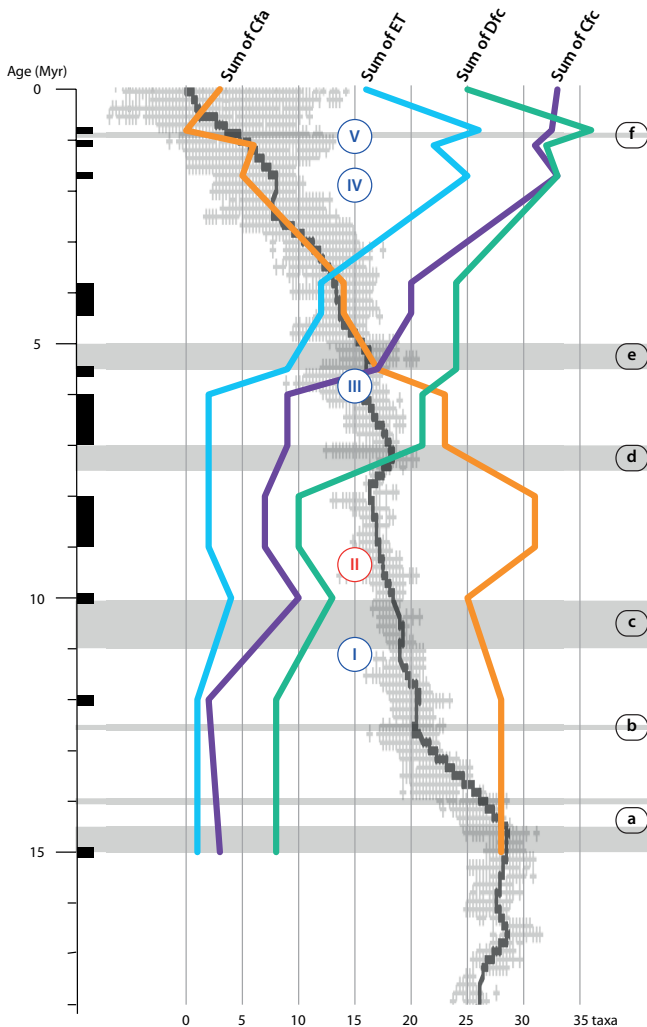 Sum of Cfa
Sum of ET
Sum of Dfc
Sum of Cfc
Age (Myr)
0
V
f
IV
5
e
III
d
II
10
c
I
b
a
15
0 5 10 15 20 25 30 35 taxa